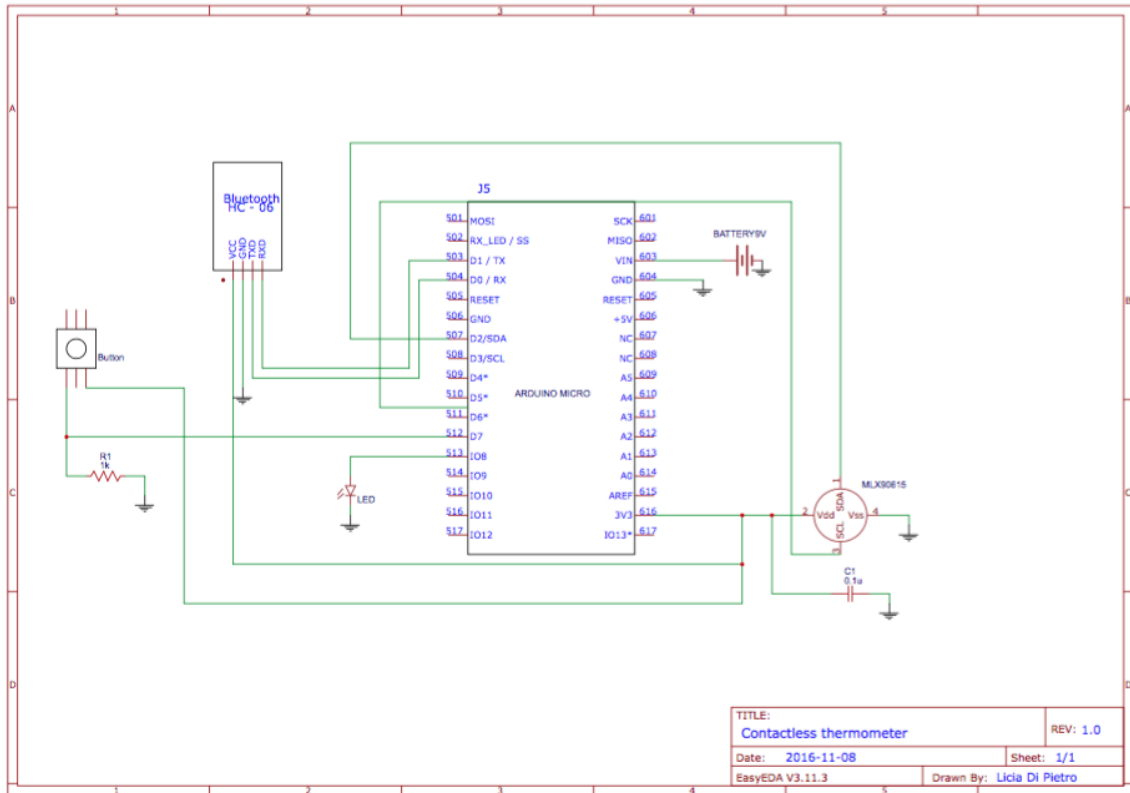 1 2 3 4 5
A A
B B
C C
D D
1 2 3 4 5
Bluetooth
HC - 06
VCC
GND
TXD
RXD
Button
R1
1k
LED
J5
ARDUINO MICRO
501 MOSI
502 RX_LED / SS
503 D1 / TX
504 D0 / RX
505 RESET
506 GND
507 D2/SDA
508 D3/SCL
509 D4*
510 D5*
511 D6*
512 D7
513 IO8
514 IO9
515 IO10
516 IO11
517 IO12
SCK 601
MISO 602
VIN 603
GND 604
RESET 605
+5V 606
NC 607
NC 608
A5 609
A4 610
A3 611
A2 612
A1 613
A0 614
AREF 615
3V3 616
IO13* 617
BATTERY9V
MLX90615
1 SDA
2 Vdd
Vss 4
3 SCL
C1
0.1u
TITLE:
Contactless thermometer
REV: 1.0
Date: 2016-11-08
Sheet: 1/1
EasyEDA V3.11.3
Drawn By: Licia Di Pietro